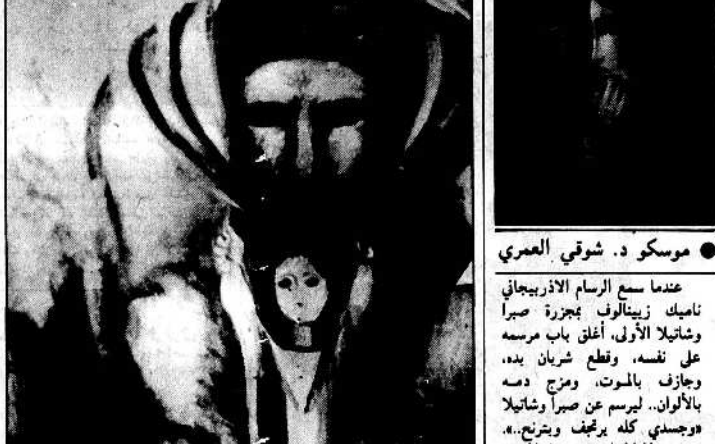 ● موسكو د. شوقي العمري
عندما سمع الرسام الاذربيجاني
ناميك زيينالوف بمجزرة صبرا
وشاتيلا الأولى، أغلق باب مرسمه
على نفسه، وقطع شريان يده،
وجازف بالموت، ومزج دمه
بالألوان.. ليرسم عن صبرا وشاتيلا
«وجسدي كله يرتجف ويترنح..».